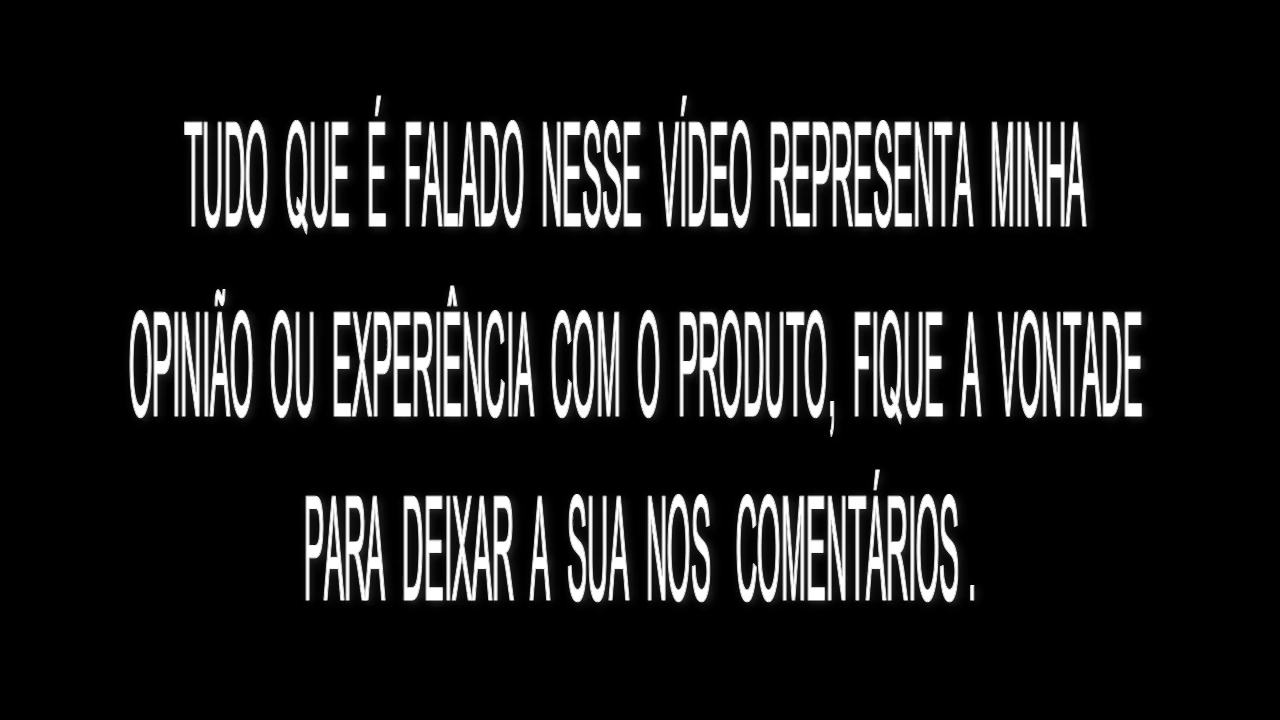 TUDO QUE É FALADO NESSE VÍDEO REPRESENTA MINHA
OPINIÃO OU EXPERIÊNCIA COM O PRODUTO, FIQUE A VONTADE
PARA DEIXAR A SUA NOS COMENTÁRIOS.